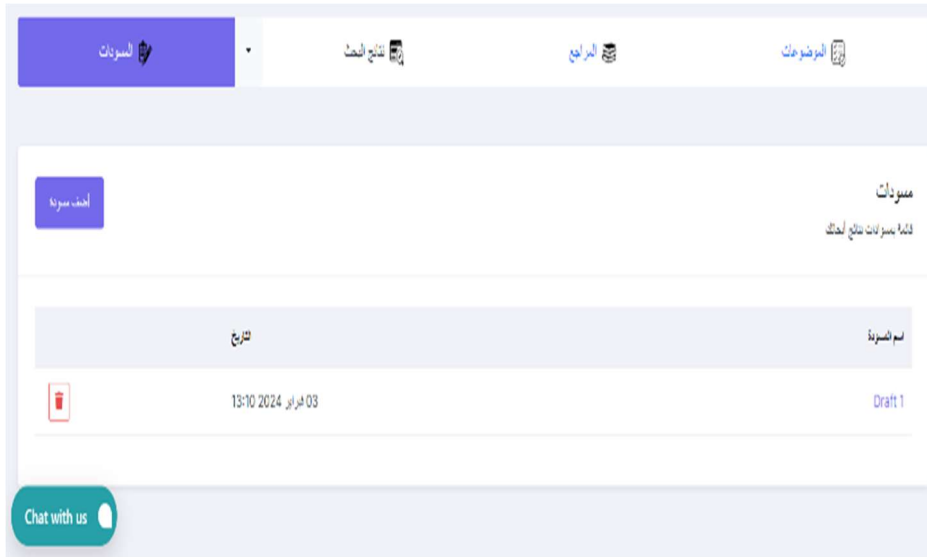 الموضوعات
المراجع
نتائج البحث
المسودات
مسودات
أضف مسودة
قائمة بمسودات نتائج أبحاثك
اسم المسودة
التاريخ
Draft 1
03 فبراير 2024 13:10
Chat with us